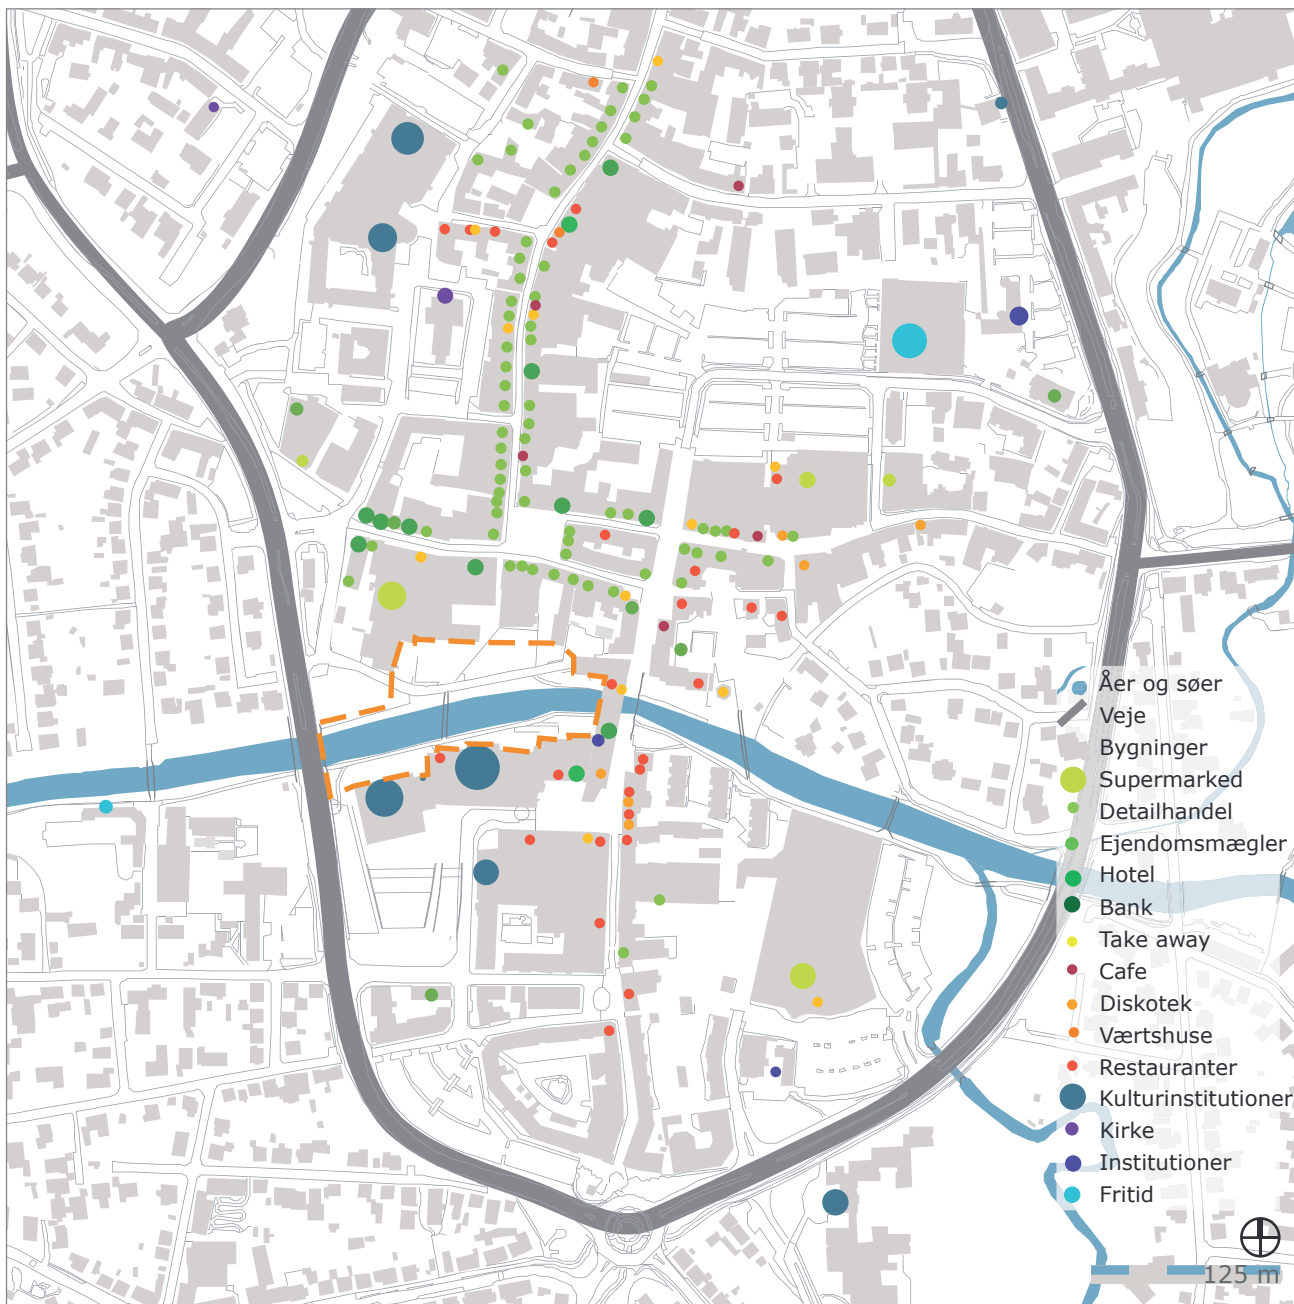 Åer og søer
Veje
Bygninger
Supermarked
Detailhandel
Ejendomsmægler
Hotel
Bank
Take away
Cafe
Diskotek
Værtshuse
Restauranter
Kulturinstitutioner
Kirke
Institutioner
Fritid
125 m